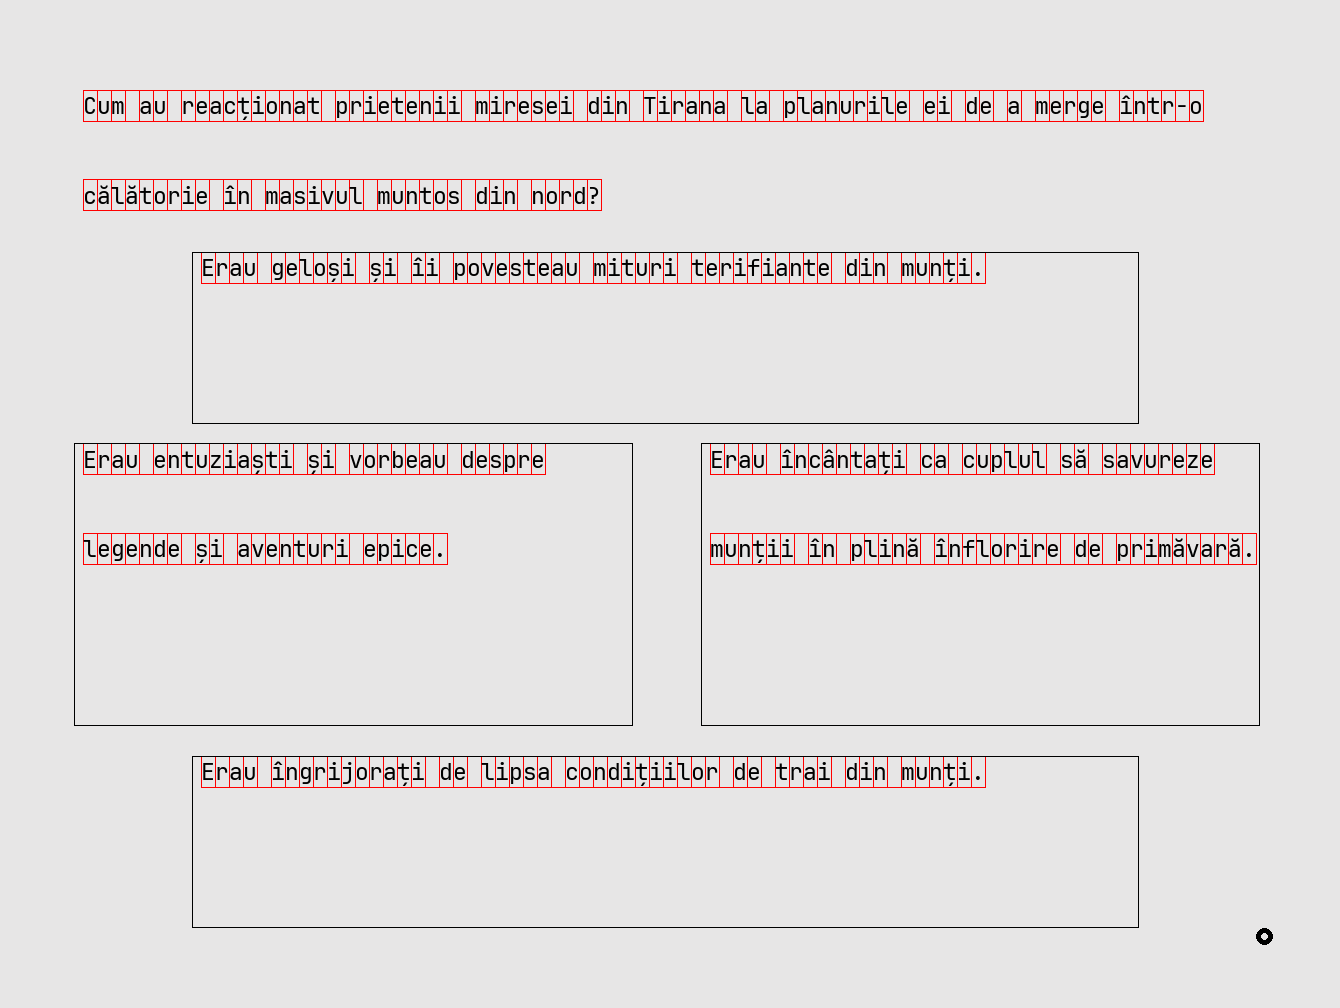 Cum au reacționat prietenii miresei din Tirana la planurile ei de a merge într-o
călătorie în masivul muntos din nord?
Erau geloși și îi povesteau mituri terifiante din munți.
Erau entuziaști și vorbeau despre
legende și aventuri epice.
Erau încântați ca cuplul să savureze
munții în plină înflorire de primăvară.
Erau îngrijorați de lipsa condițiilor de trai din munți.